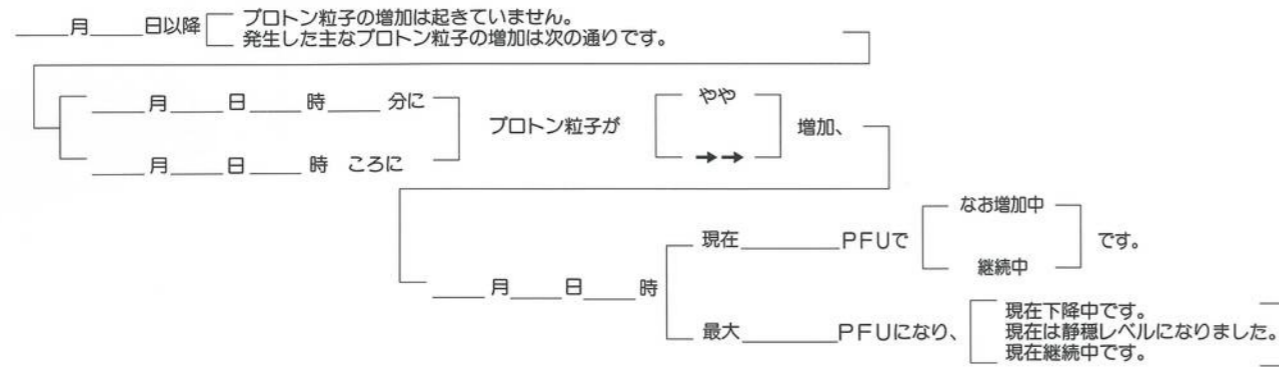 ____月____日以降
プロトン粒子の増加は起きていません。
発生した主なプロトン粒子の増加は次の通りです。
____月____日____時____分に
____月____日____時 ころに
プロトン粒子が
やや
→→
増加、
____月____日____時
現在________PFUで
なお増加中
継続中
です。
最大________PFUになり、
現在下降中です。
現在は静穏レベルになりました。
現在継続中です。